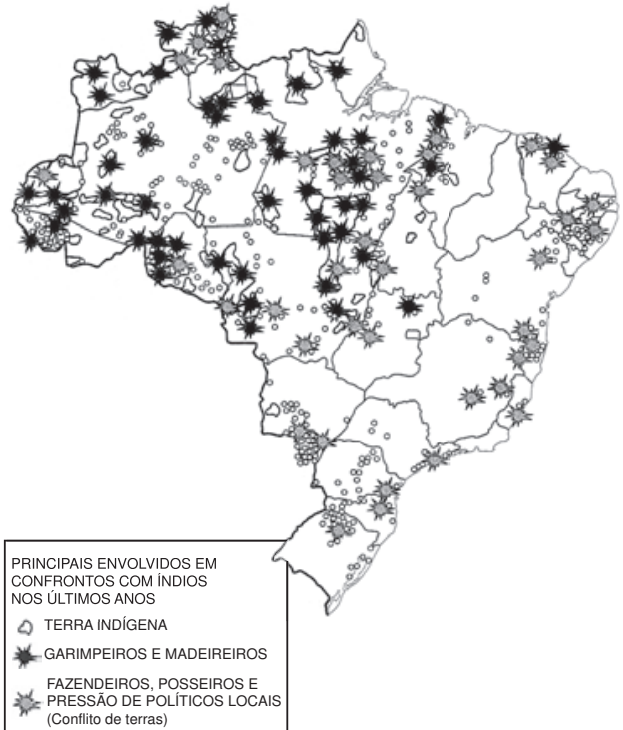 PRINCIPAIS ENVOLVIDOS EM
CONFRONTOS COM ÍNDIOS
NOS ÚLTIMOS ANOS
TERRA INDÍGENA
GARIMPEIROS E MADEIREIROS
FAZENDEIROS, POSSEIROS E
PRESSÃO DE POLÍTICOS LOCAIS
(Conflito de terras)